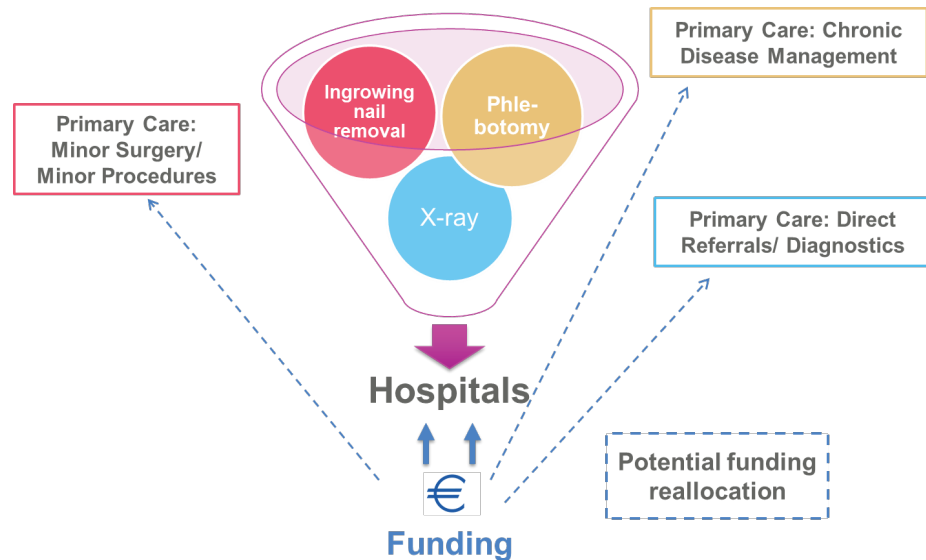 Primary Care: Chronic
Disease Management
Ingrowing
nail
removal
Phle-
botomy
Primary Care:
Minor Surgery/
Minor Procedures
X-ray
Primary Care: Direct
Referrals/ Diagnostics
Hospitals
Potential funding
reallocation
€
Funding